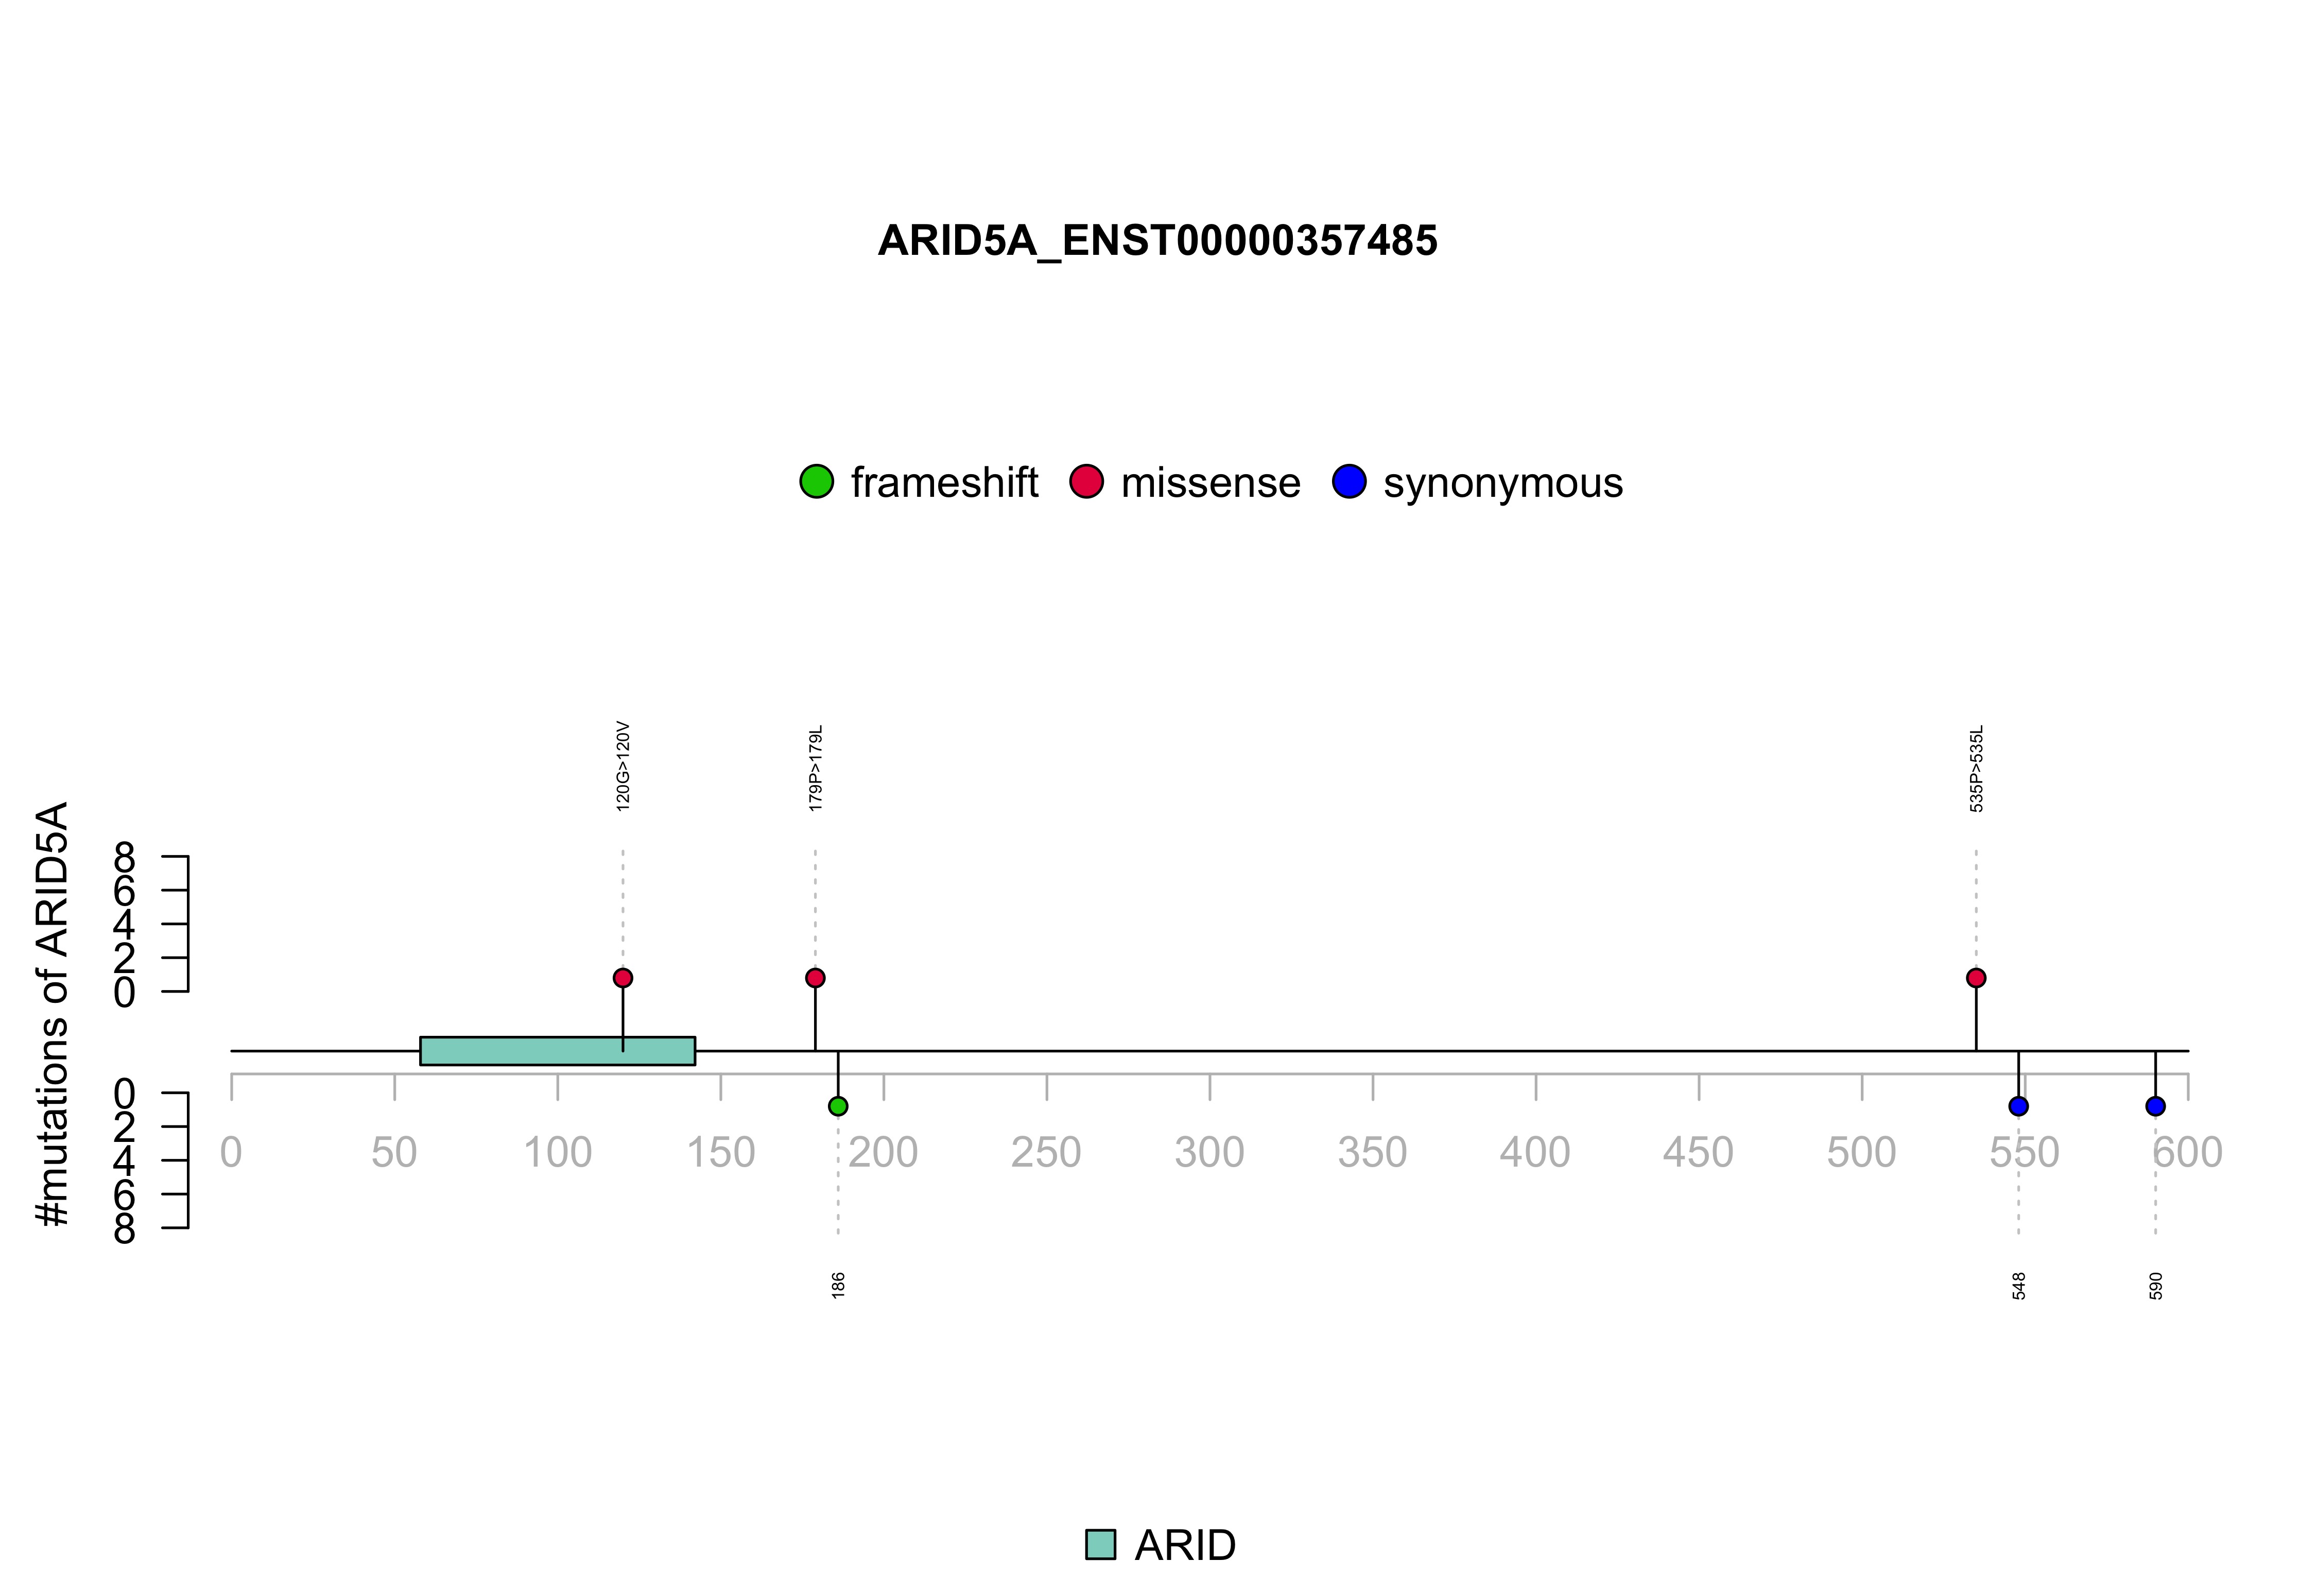 ARID5A_ENST00000357485
frameshift missense synonymous
120G>120V
179P>179L
535P>535L
#mutations of ARID5A
8
6
4
2
0
0
2
4
6
8
0 50 100 150 200 250 300 350 400 450 500 550 600
186
548
590
ARID